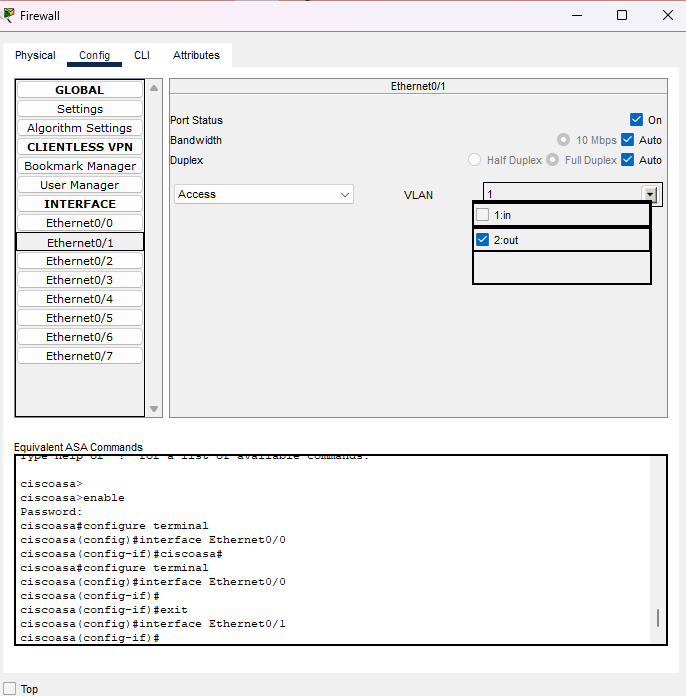 Firewall
Physical Config CLI Attributes
GLOBAL
Settings
Algorithm Settings
CLIENTLESS VPN
Bookmark Manager
User Manager
INTERFACE
Ethernet0/0
Ethernet0/1
Ethernet0/2
Ethernet0/3
Ethernet0/4
Ethernet0/5
Ethernet0/6
Ethernet0/7
Ethernet0/1
Port Status On
Bandwidth 10 Mbps Auto
Duplex Half Duplex Full Duplex Auto
Access VLAN 1
1:in
2:out
Equivalent ASA Commands
Type help or '?' for a list of available commands.
ciscoasa>
ciscoasa>enable
Password:
ciscoasa#configure terminal
ciscoasa(config)#interface Ethernet0/0
ciscoasa(config-if)#ciscoasa#
ciscoasa#configure terminal
ciscoasa(config)#interface Ethernet0/0
ciscoasa(config-if)#
ciscoasa(config-if)#exit
ciscoasa(config)#interface Ethernet0/1
ciscoasa(config-if)#
Top